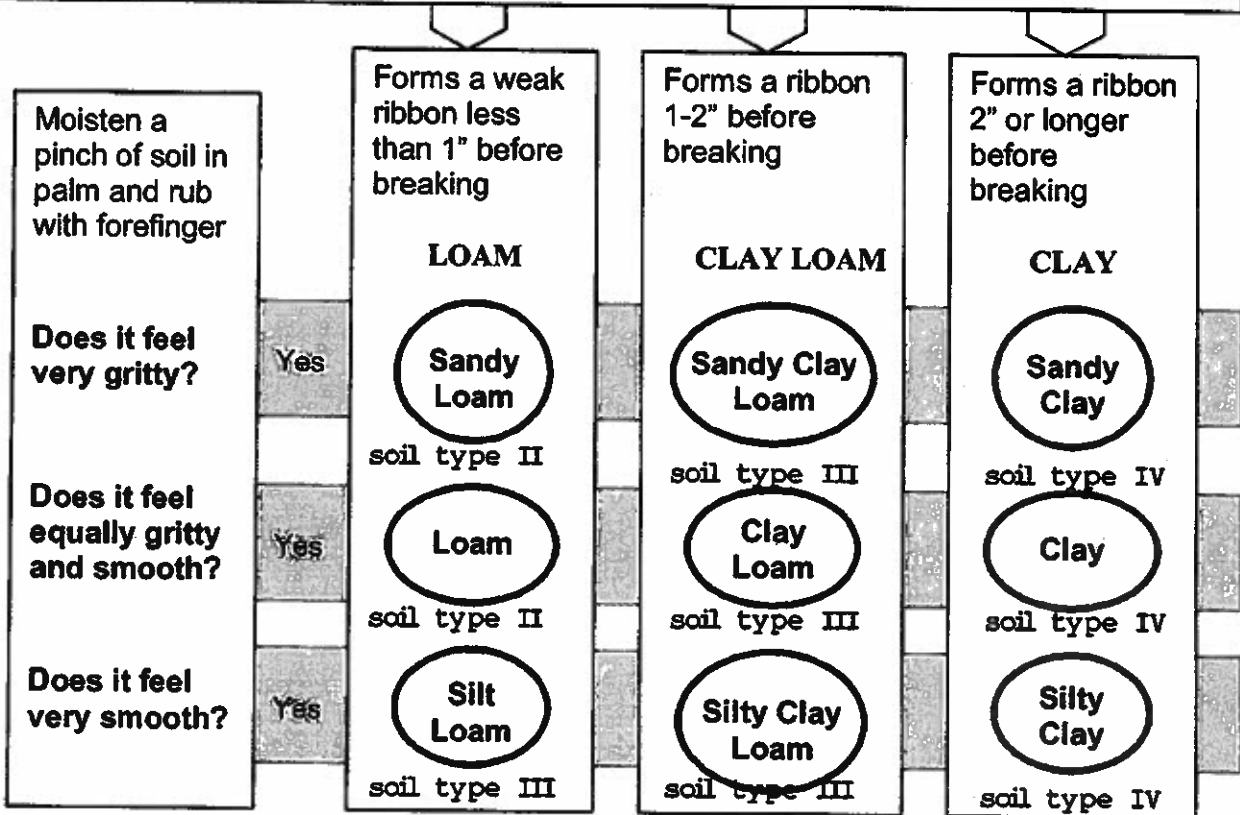 Moisten a
pinch of soil in
palm and rub
with forefinger
Forms a weak
ribbon less
than 1" before
breaking
LOAM
Forms a ribbon
1-2” before
breaking
CLAY LOAM
Forms a ribbon
2” or longer
before
breaking
CLAY
Does it feel
very gritty?
Yes
Sandy
Loam
soil type II
Sandy Clay
Loam
soil type III
Sandy
Clay
soil type IV
Does it feel
equally gritty
and smooth?
Yes
Loam
soil type II
Clay
Loam
soil type III
Clay
soil type IV
Does it feel
very smooth?
Yes
Silt
Loam
soil type III
Silty Clay
Loam
soil type III
Silty
Clay
soil type IV